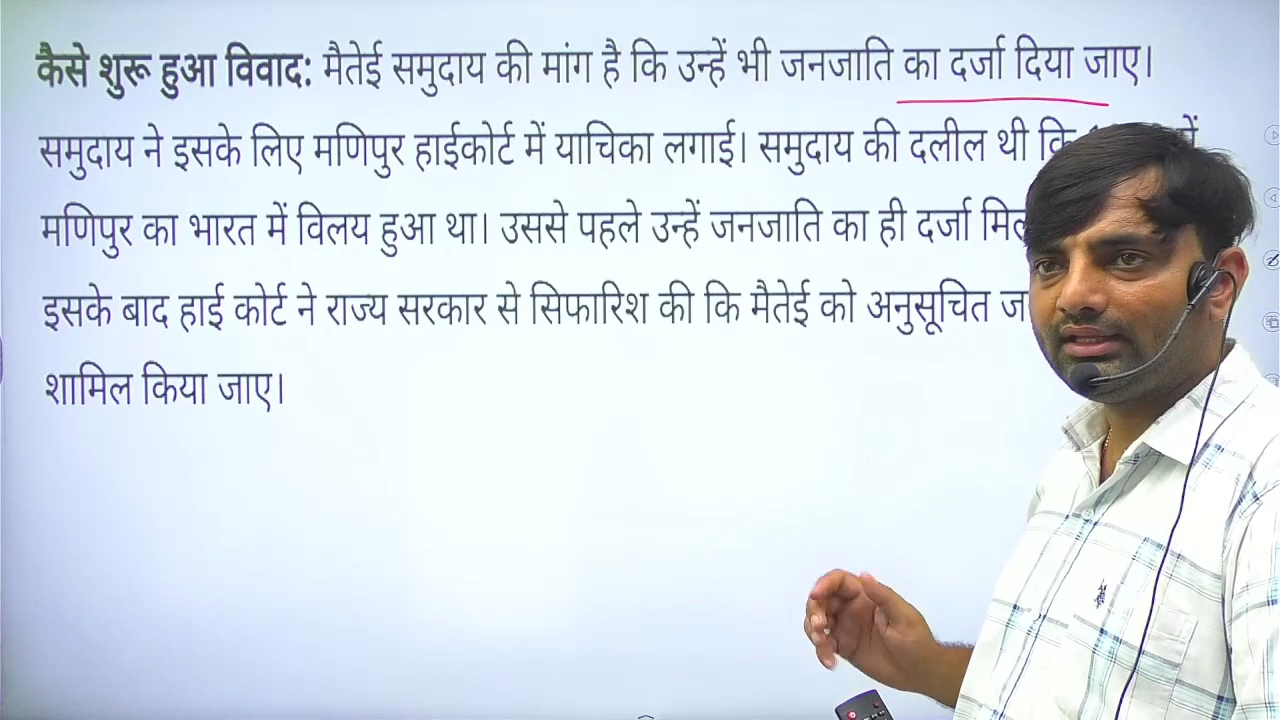 कैसे शुरू हुआ विवाद: मैतेई समुदाय की मांग है कि उन्हें भी जनजाति का दर्जा दिया जाए।
समुदाय ने इसके लिए मणिपुर हाईकोर्ट में याचिका लगाई। समुदाय की दलील थी कि में
मणिपुर का भारत में विलय हुआ था। उससे पहले उन्हें जनजाति का ही दर्जा
इसके बाद हाई कोर्ट ने राज्य सरकार से सिफारिश की कि मैतेई को अनुसूचित
शामिल किया जाए।